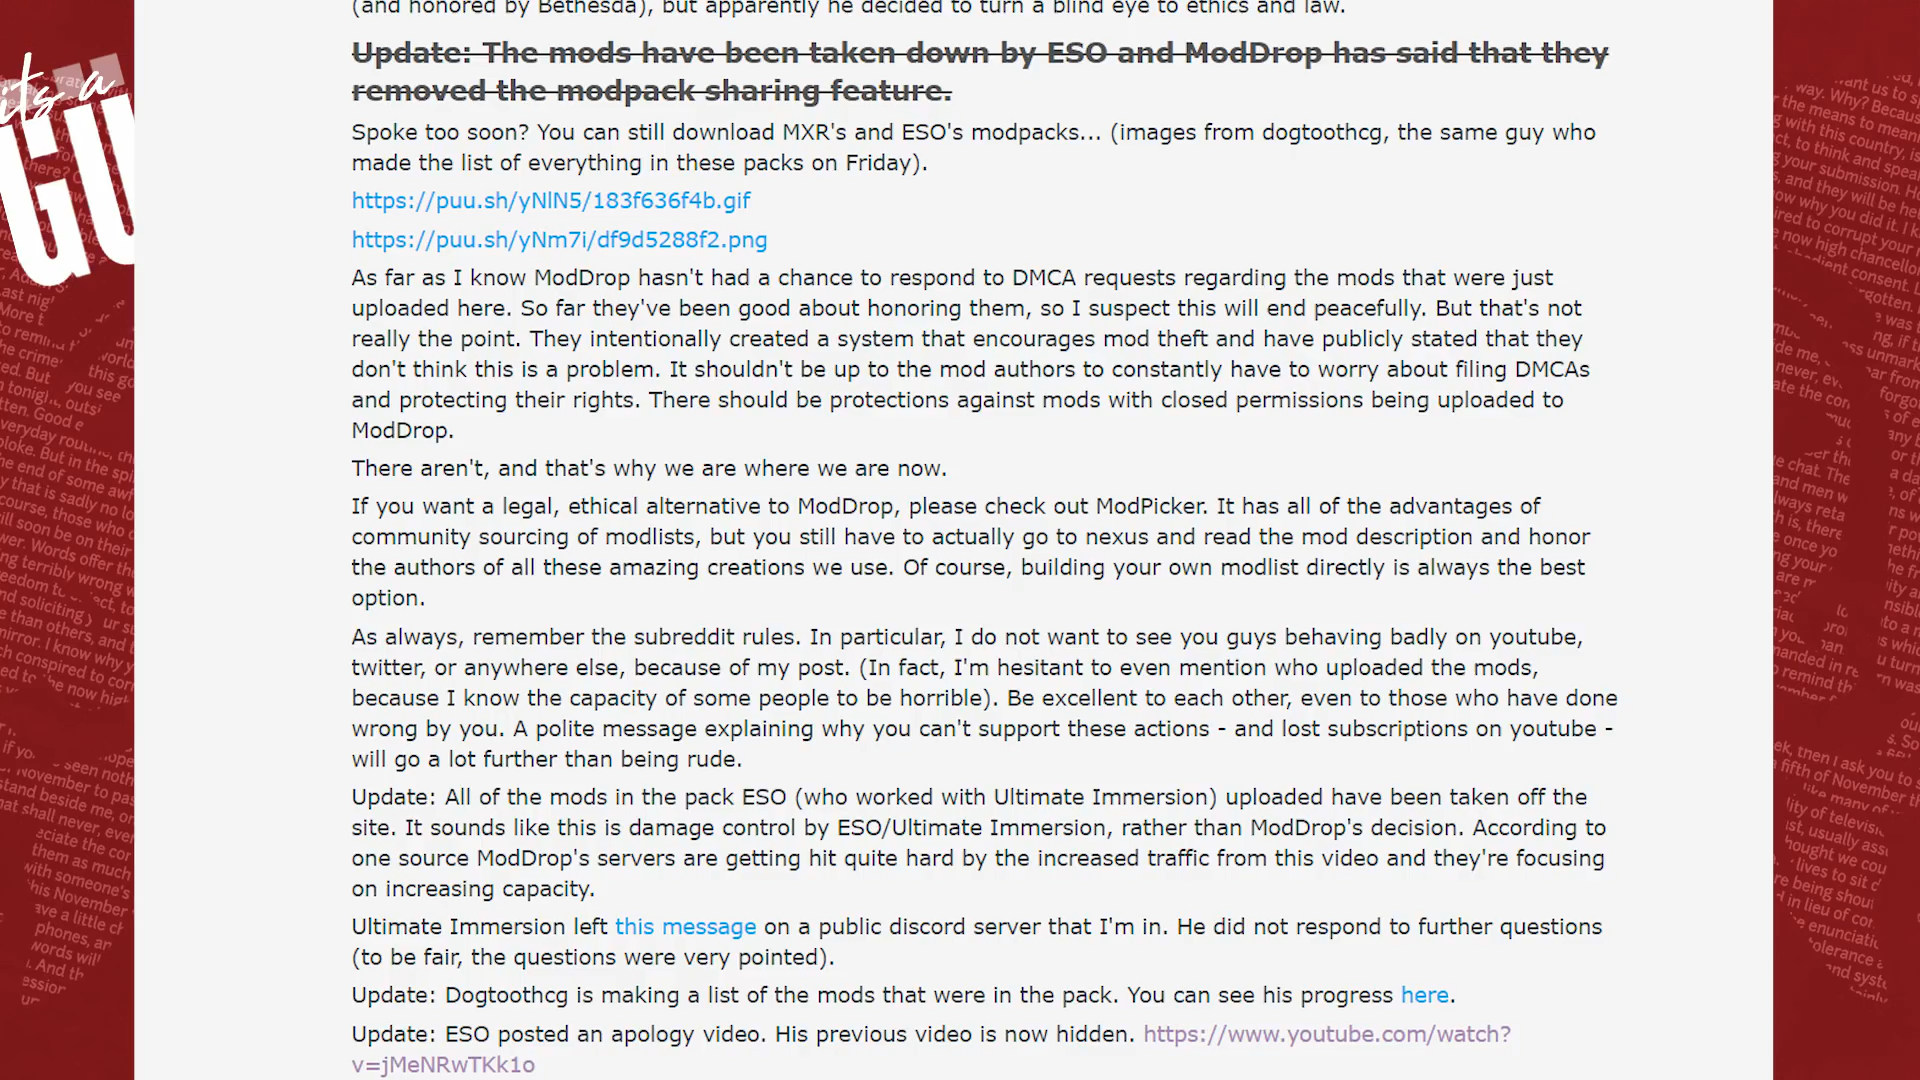 (and honored by Bethesda), but apparently he decided to turn a blind eye to ethics and law.
Update: The mods have been taken down by ESO and ModDrop has said that they
removed the modpack sharing feature.
Spoke too soon? You can still download MXR's and ESO's modpacks... (images from dogtoothcg, the same guy who
made the list of everything in these packs on Friday).
https://puu.sh/yNlN5/183f636f4b.gif
https://puu.sh/yNm7i/df9d5288f2.png
As far as I know ModDrop hasn't had a chance to respond to DMCA requests regarding the mods that were just
uploaded here. So far they've been good about honoring them, so I suspect this will end peacefully. But that's not
really the point. They intentionally created a system that encourages mod theft and have publicly stated that they
don't think this is a problem. It shouldn't be up to the mod authors to constantly have to worry about filing DMCAs
and protecting their rights. There should be protections against mods with closed permissions being uploaded to
ModDrop.
There aren't, and that's why we are where we are now.
If you want a legal, ethical alternative to ModDrop, please check out ModPicker. It has all of the advantages of
community sourcing of modlists, but you still have to actually go to nexus and read the mod description and honor
the authors of all these amazing creations we use. Of course, building your own modlist directly is always the best
option.
As always, remember the subreddit rules. In particular, I do not want to see you guys behaving badly on youtube,
twitter, or anywhere else, because of my post. (In fact, I'm hesitant to even mention who uploaded the mods,
because I know the capacity of some people to be horrible). Be excellent to each other, even to those who have done
wrong by you. A polite message explaining why you can't support these actions - and lost subscriptions on youtube -
will go a lot further than being rude.
Update: All of the mods in the pack ESO (who worked with Ultimate Immersion) uploaded have been taken off the
site. It sounds like this is damage control by ESO/Ultimate Immersion, rather than ModDrop's decision. According to
one source ModDrop's servers are getting hit quite hard by the increased traffic from this video and they're focusing
on increasing capacity.
Ultimate Immersion left this message on a public discord server that I'm in. He did not respond to further questions
(to be fair, the questions were very pointed).
Update: Dogtoothcg is making a list of the mods that were in the pack. You can see his progress here.
Update: ESO posted an apology video. His previous video is now hidden. https://www.youtube.com/watch?
v=jMeNRwTKk1o
its a
GU